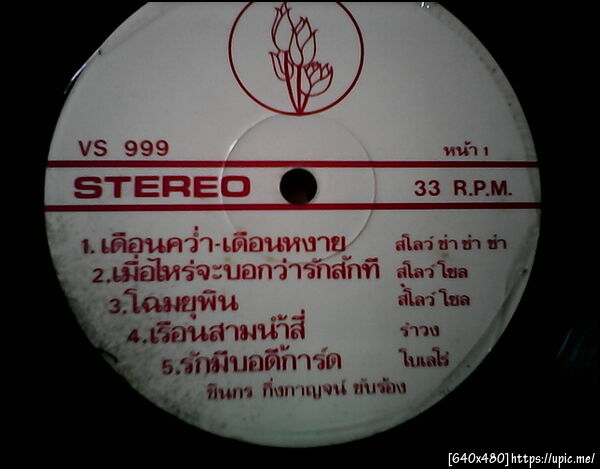 VS 999 หน้า 1
STEREO 33 R.P.M.
1. เดือนคว่ำ-เดือนหงาย สโลว์ ช่า ช่า ช่า
2. เมื่อไหร่จะบอกว่ารักสักที สโลว์ โซล
3. โฉมยุพิน สโลว์ โซล
4. เรือนสามน้ำสี่ รำวง
5. รักมีบอดี้การ์ด โบเลโร่
ชินกร กิ่งกาญจน์ ขับร้อง
[640x480]https://upic.me/